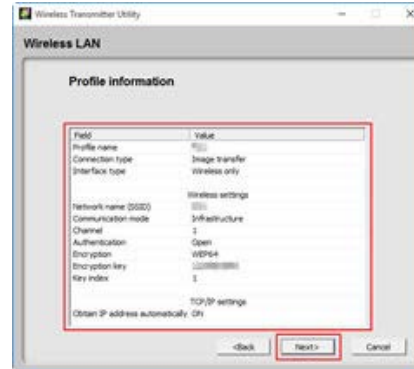 Wireless Transmitter Utility
Wireless LAN
Profile information
Field Value
Profile name
Connection type Image transfer
Interface type Wireless only
Wireless settings
Network name (SSID)
Communication mode Infrastructure
Channel 1
Authentication Open
Encryption WEP64
Encryption key
Key index 1
TCP/IP settings
Obtain IP address automatically ON
<Back Next> Cancel